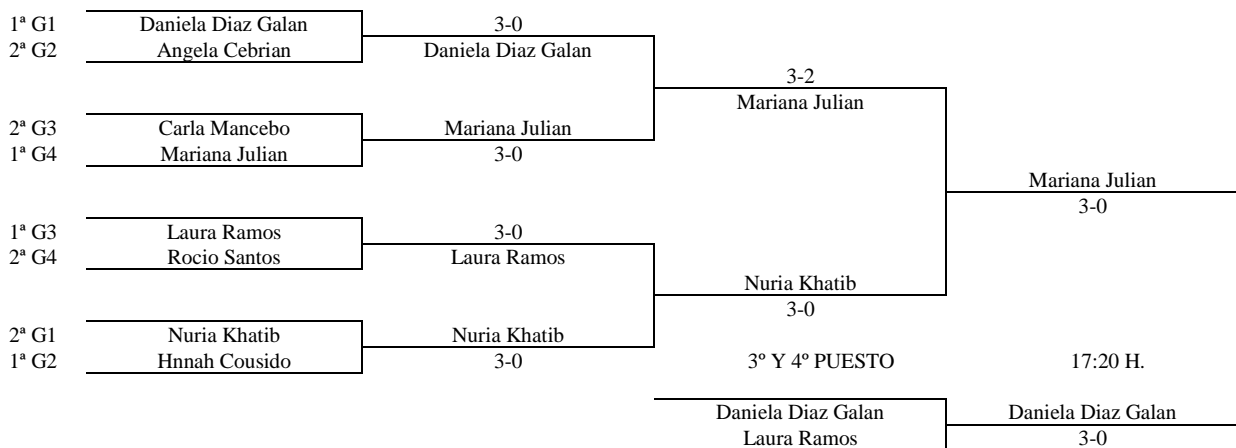 1ª G1 Daniela Diaz Galan 3-0
2ª G2 Angela Cebrian Daniela Diaz Galan
3-2
Mariana Julian
2ª G3 Carla Mancebo Mariana Julian
1ª G4 Mariana Julian 3-0
Mariana Julian
3-0
1ª G3 Laura Ramos 3-0
2ª G4 Rocio Santos Laura Ramos
Nuria Khatib
3-0
2ª G1 Nuria Khatib Nuria Khatib
1ª G2 Hnnah Cousido 3-0 3º Y 4º PUESTO 17:20 H.
Daniela Diaz Galan Daniela Diaz Galan
Laura Ramos 3-0